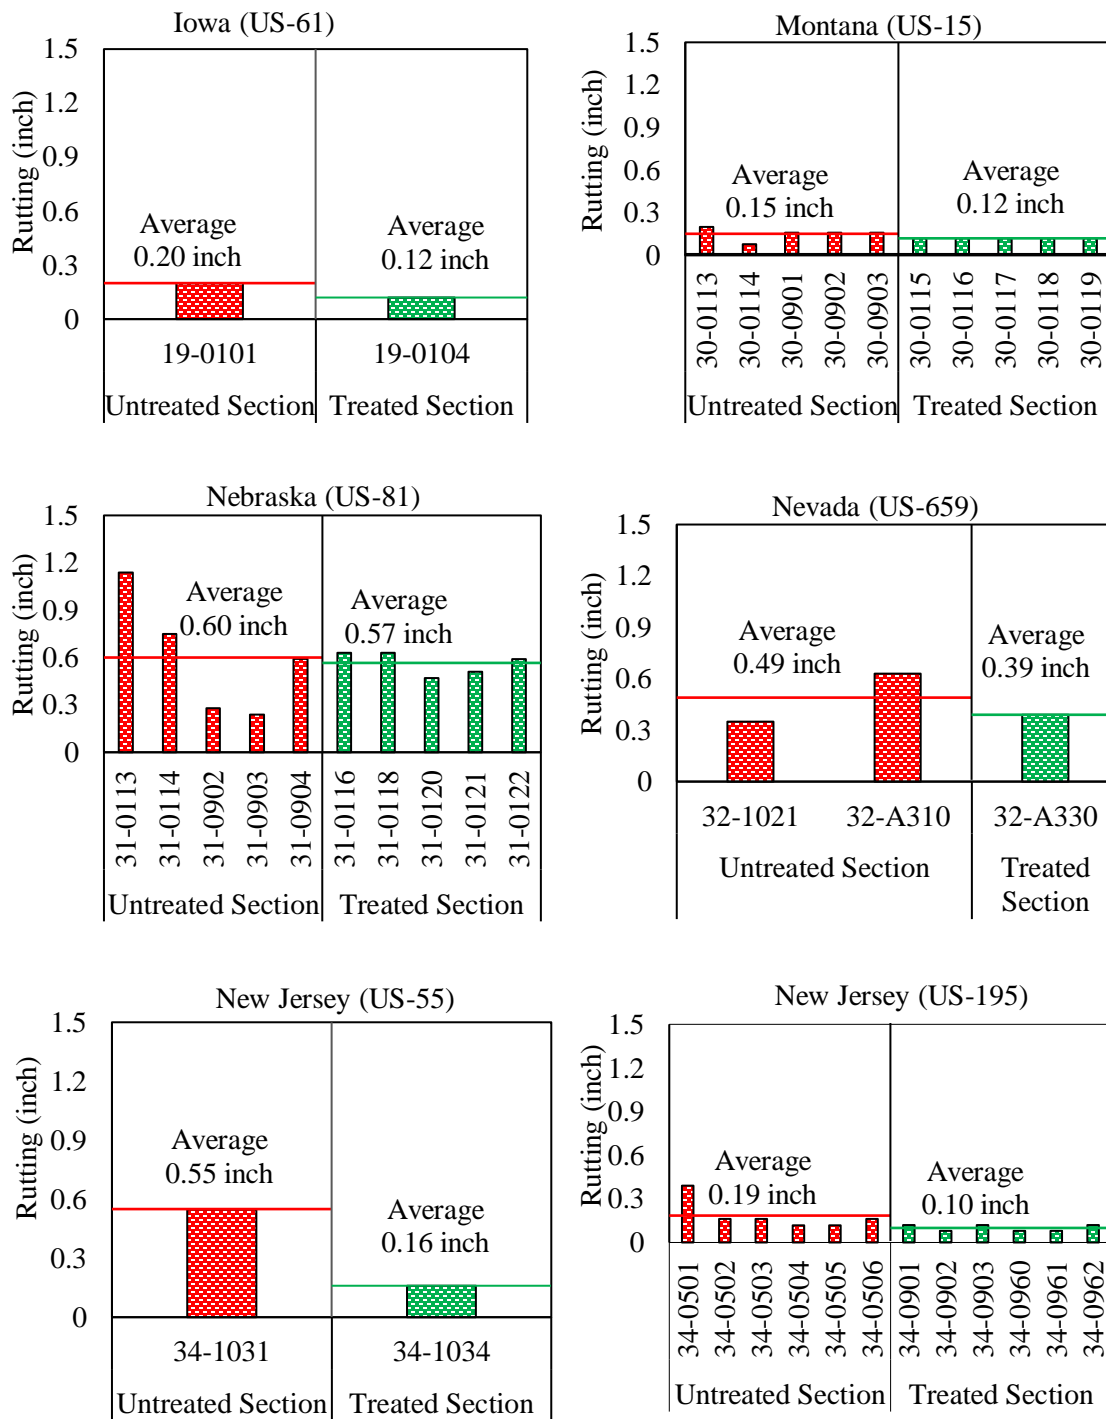 Iowa (US-61)
Rutting (inch)
1.5
1.2
0.9
0.6
0.3
0
Average
0.20 inch
Average
0.12 inch
19-0101
19-0104
Untreated Section
Treated Section
Montana (US-15)
Rutting (inch)
1.5
1.2
0.9
0.6
0.3
0
Average
0.15 inch
Average
0.12 inch
30-0113
30-0114
30-0901
30-0902
30-0903
30-0115
30-0116
30-0117
30-0118
30-0119
Untreated Section
Treated Section
Nebraska (US-81)
Rutting (inch)
1.5
1.2
0.9
0.6
0.3
0
Average
0.60 inch
Average
0.57 inch
31-0113
31-0114
31-0902
31-0903
31-0904
31-0116
31-0118
31-0120
31-0121
31-0122
Untreated Section
Treated Section
Nevada (US-659)
Rutting (inch)
1.5
1.2
0.9
0.6
0.3
0
Average
0.49 inch
Average
0.39 inch
32-1021
32-A310
32-A330
Untreated Section
Treated
Section
New Jersey (US-55)
Rutting (inch)
1.5
1.2
0.9
0.6
0.3
0
Average
0.55 inch
Average
0.16 inch
34-1031
34-1034
Untreated Section
Treated Section
New Jersey (US-195)
Rutting (inch)
1.5
1.2
0.9
0.6
0.3
0
Average
0.19 inch
Average
0.10 inch
34-0501
34-0502
34-0503
34-0504
34-0505
34-0506
34-0901
34-0902
34-0903
34-0960
34-0961
34-0962
Untreated Section
Treated Section